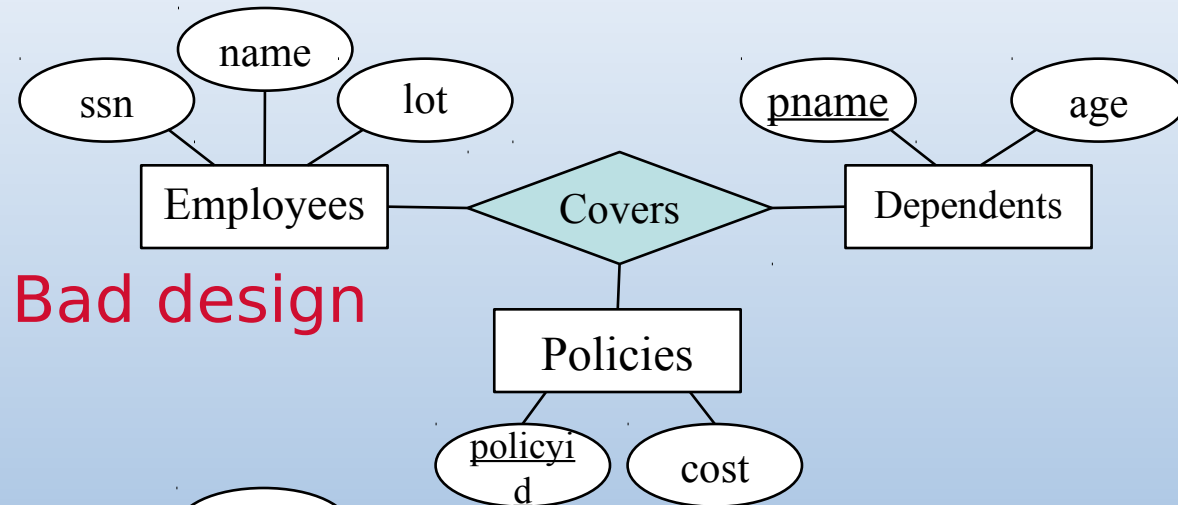 name
ssn
lot
pname
age
Employees
Covers
Dependents
Bad design
Policies
policyi
d
cost